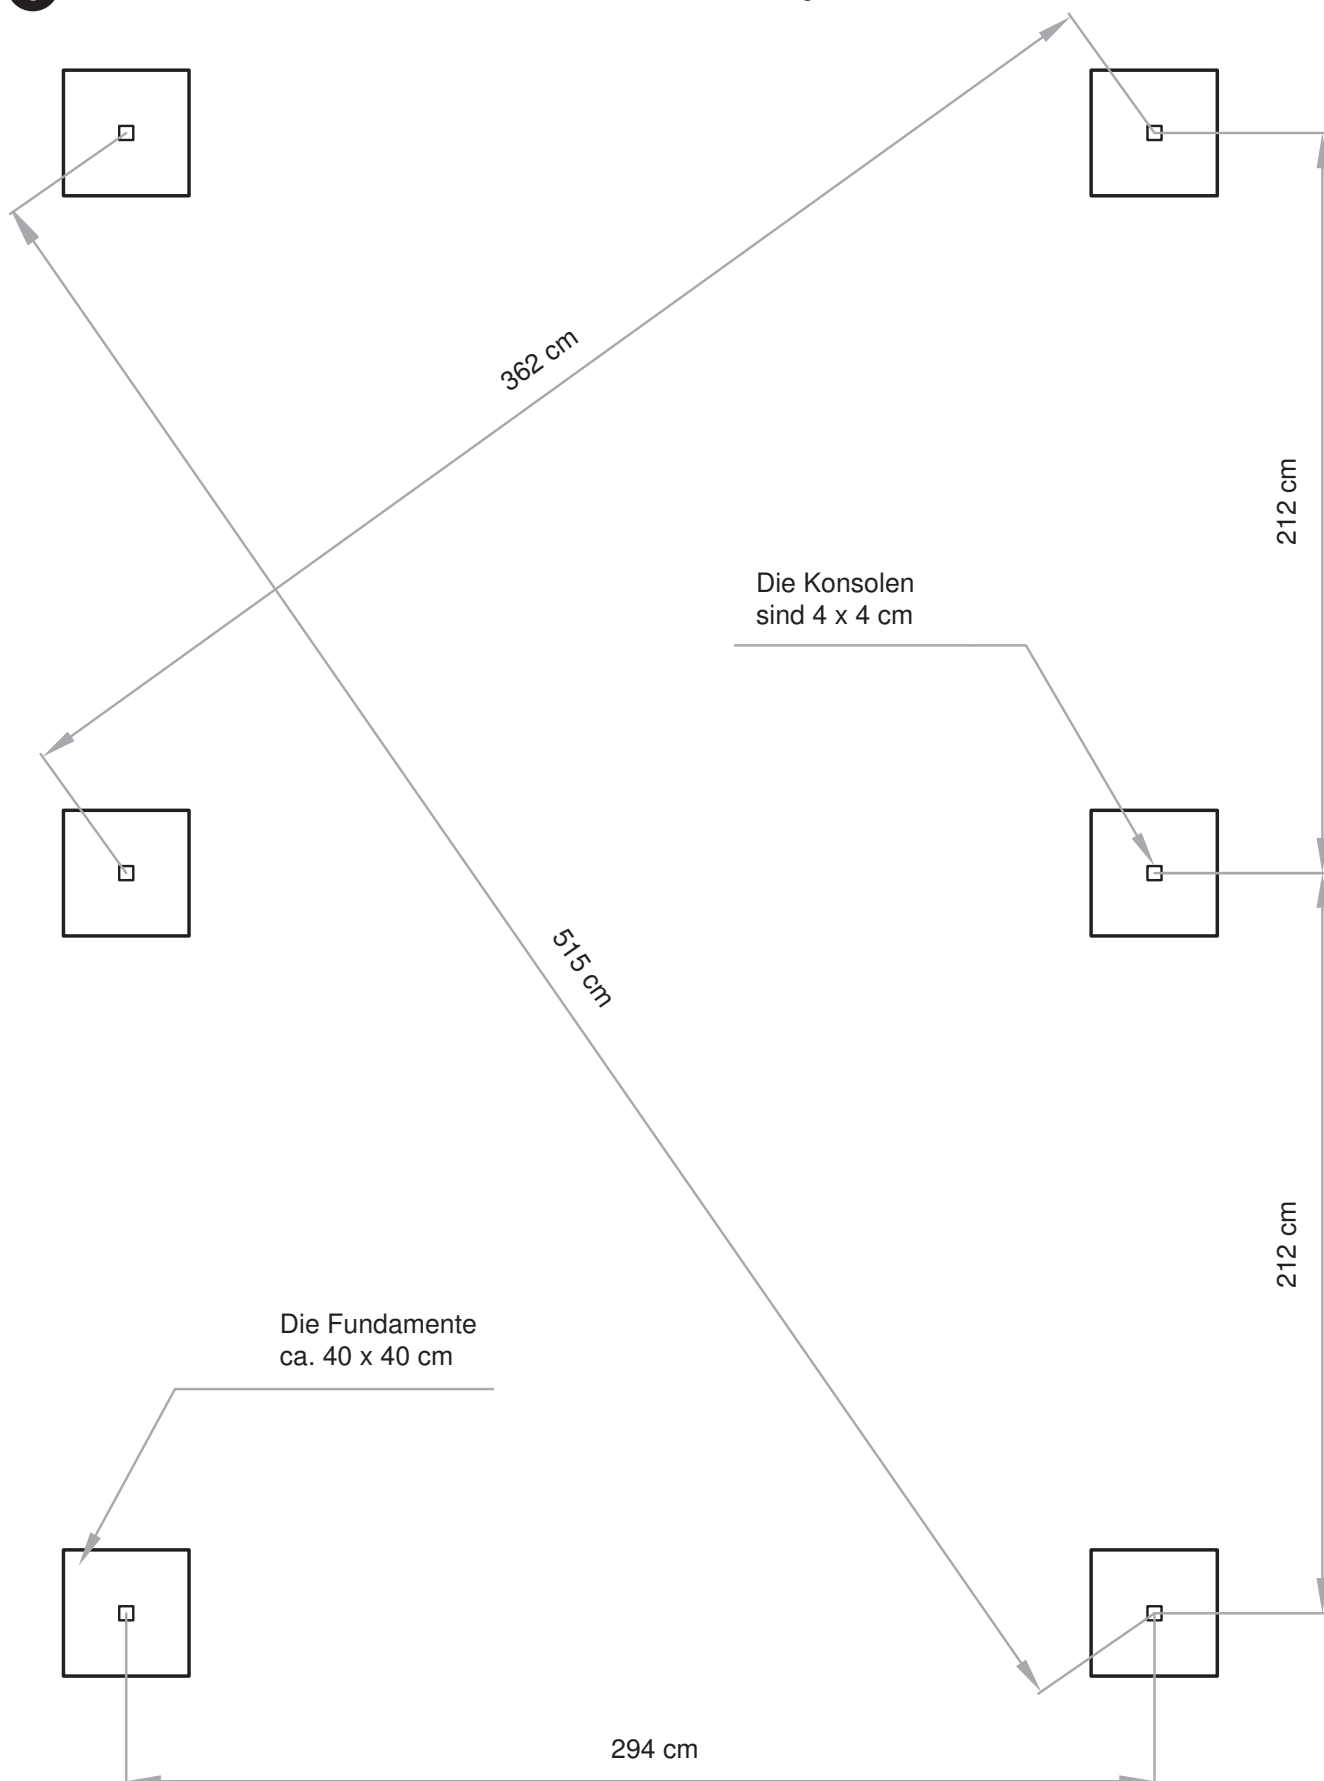 362 cm
212 cm
Die Konsolen
sind 4 x 4 cm
515 cm
212 cm
Die Fundamente
ca. 40 x 40 cm
294 cm